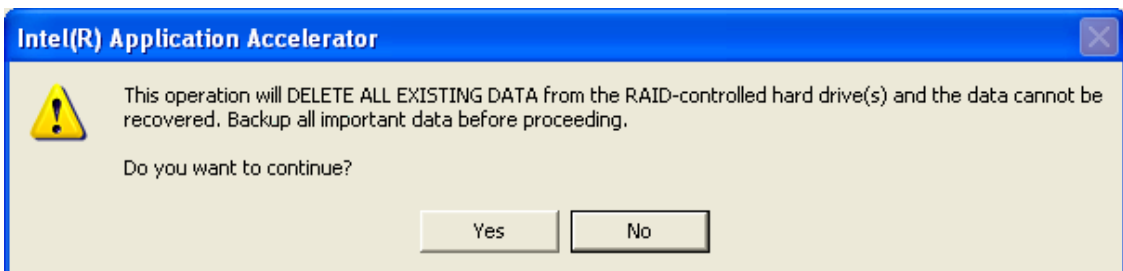 Intel(R) Application Accelerator
This operation will DELETE ALL EXISTING DATA from the RAID-controlled hard drive(s) and the data cannot be
recovered. Backup all important data before proceeding.
Do you want to continue?
Yes
No